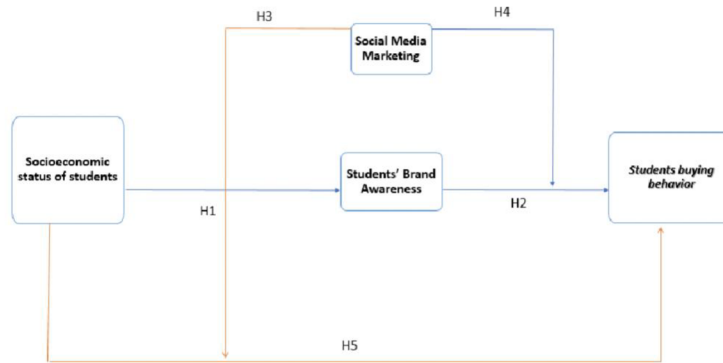 H3
H4
Social Media
Marketing
Socioeconomic
status of students
Students' Brand
Awareness
Students buying
behavior
H1
H2
H5